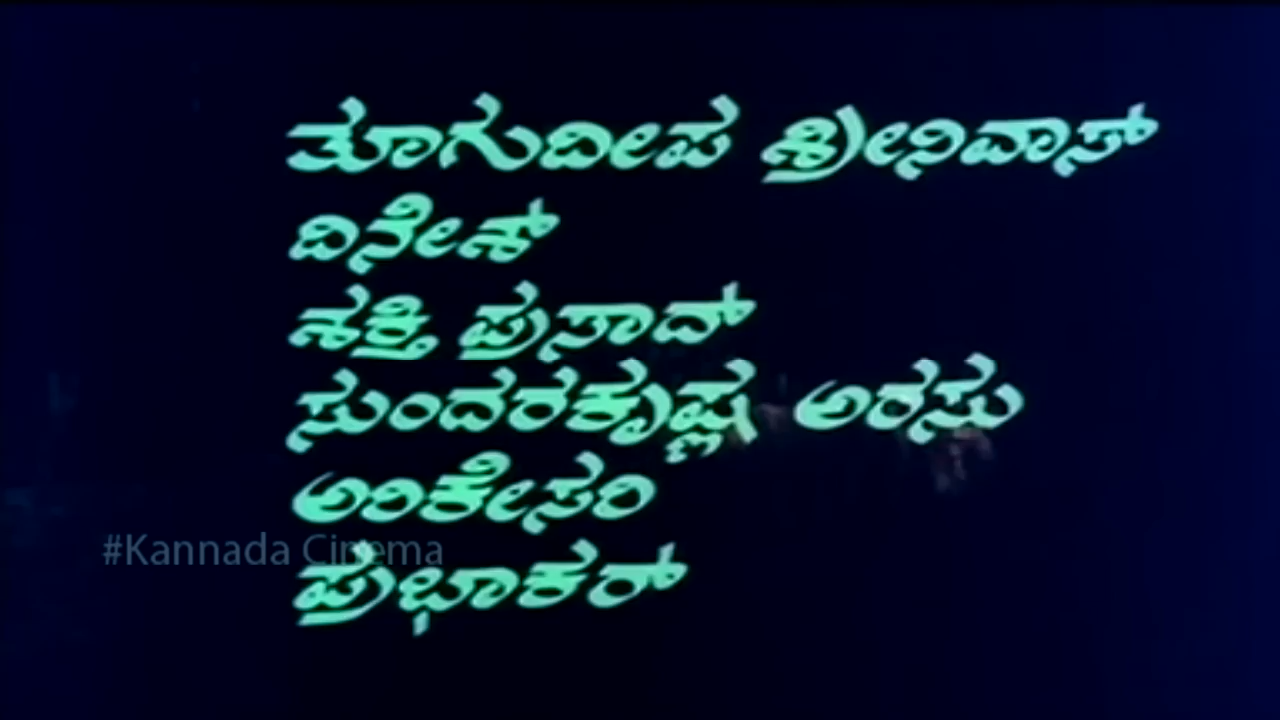 ತೂಗುದೀಪ ಶ್ರೀನಿವಾಸ್
ದಿನೇಶ್
ಶಕ್ತಿ ಪ್ರಸಾದ್
ಸುಂದರಕೃಷ್ಣ ಅರಸು
ಅರಿಕೇಸರಿ
#Kannada Cinema
ಪ್ರಭಾಕರ್